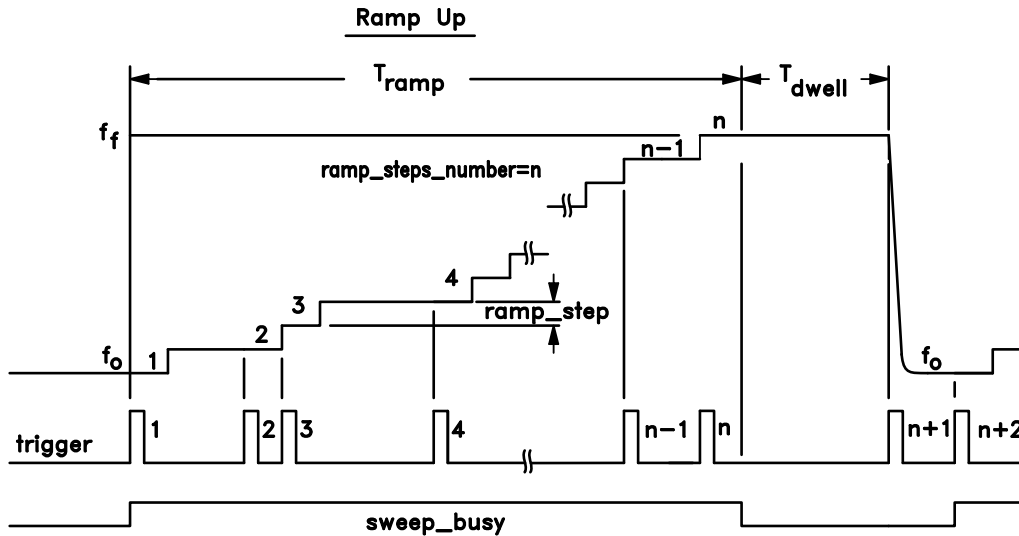 Ramp Up
T_ramp
T_dwell
f_f
n
n-1
ramp_steps_number=n
4
3
ramp_step
2
f_o
1
f_o
trigger
1
2
3
4
n-1
n
n+1
n+2
sweep_busy